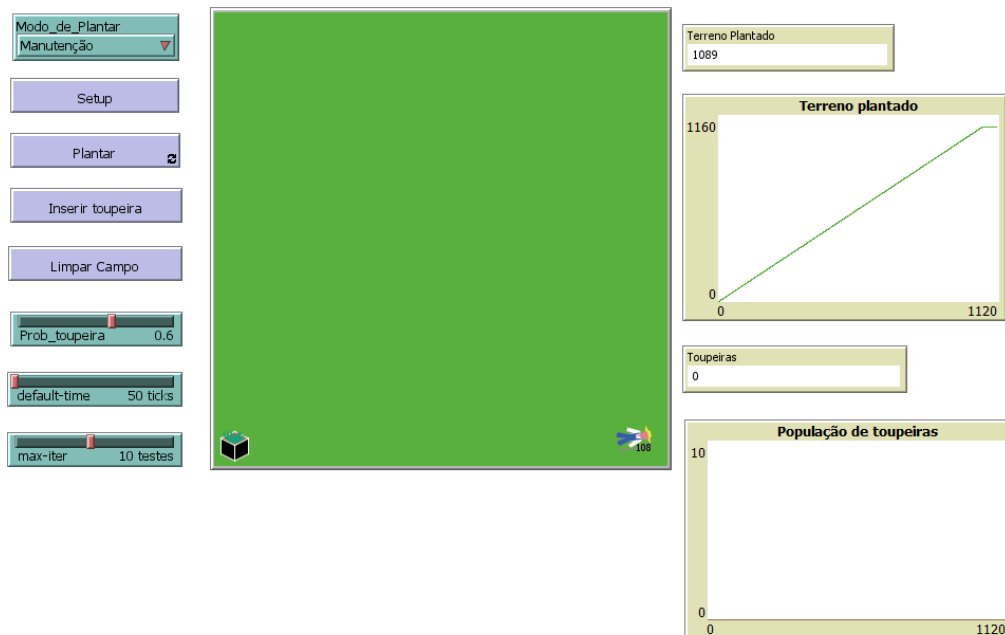 Modo_de_Plantar
Manutenção
Setup
Plantar
Inserir toupeira
Limpar Campo
Prob_toupeira 0.6
default-time 50 ticks
max-iter 10 testes
108
Terreno Plantado
1089
Terreno plantado
1160
0
0 1120
Toupeiras
0
População de toupeiras
10
0
0 1120